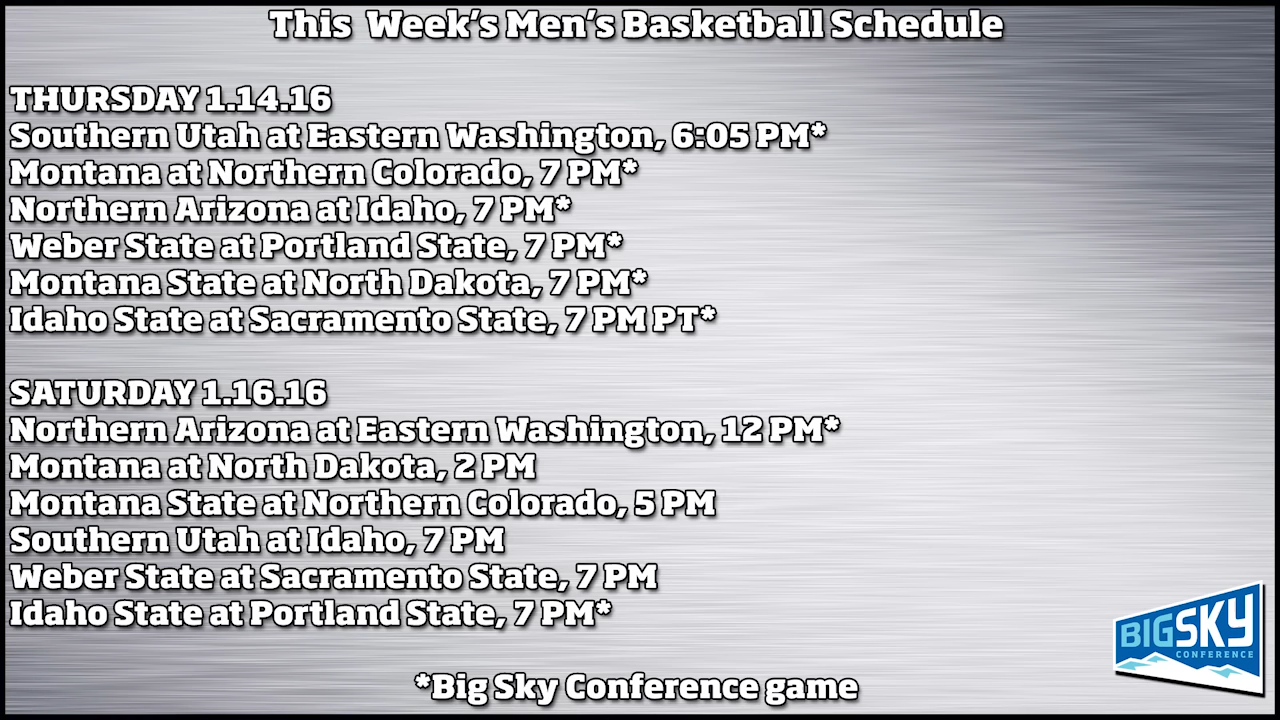 This Week's Men's Basketball Schedule
THURSDAY 1.14.16
Southern Utah at Eastern Washington, 6:05 PM*
Montana at Northern Colorado, 7 PM*
Northern Arizona at Idaho, 7 PM*
Weber State at Portland State, 7 PM*
Montana State at North Dakota, 7 PM*
Idaho State at Sacramento State, 7 PM PT*
SATURDAY 1.16.16
Northern Arizona at Eastern Washington, 12 PM*
Montana at North Dakota, 2 PM
Montana State at Northern Colorado, 5 PM
Southern Utah at Idaho, 7 PM
Weber State at Sacramento State, 7 PM
Idaho State at Portland State, 7 PM*
BIGSKY
CONFERENCE
*Big Sky Conference game